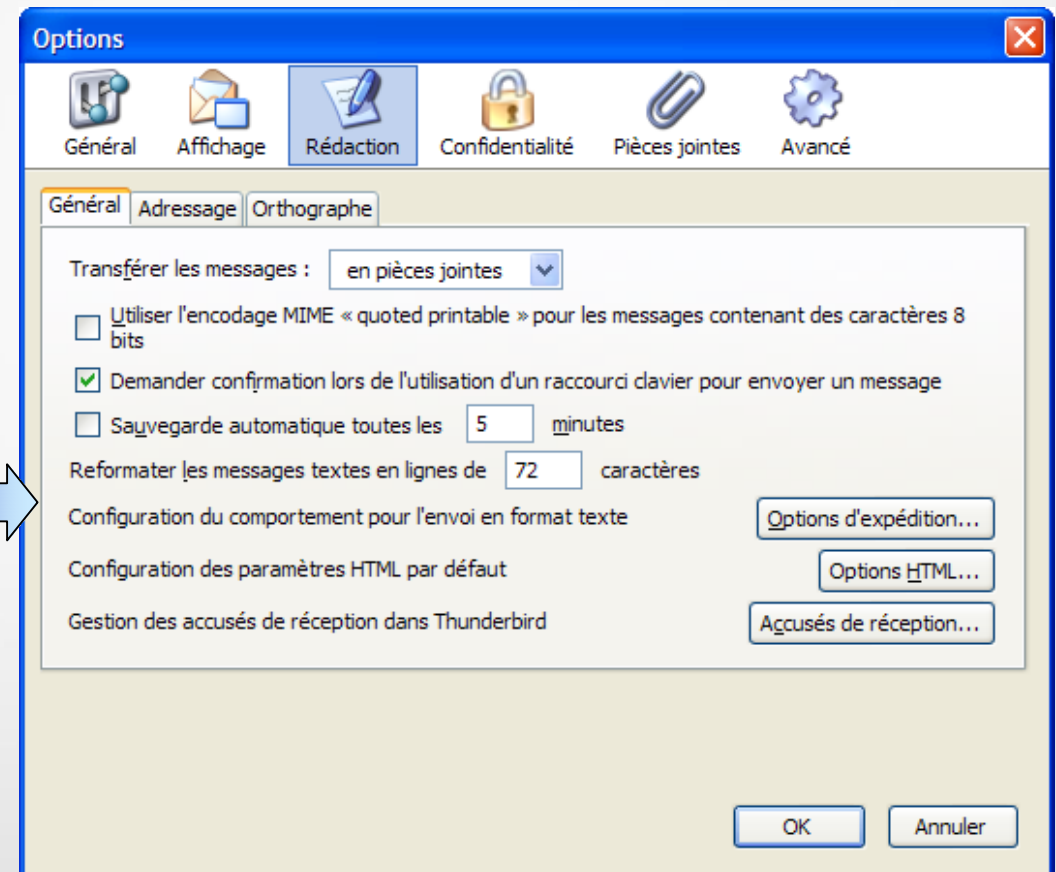 Options
Général Affichage Rédaction Confidentialité Pièces jointes Avancé
Général Adressage Orthographe
Transférer les messages : en pièces jointes
Utiliser l'encodage MIME « quoted printable » pour les messages contenant des caractères 8
bits
Demander confirmation lors de l'utilisation d'un raccourci clavier pour envoyer un message
Sauvegarde automatique toutes les 5 minutes
Reformater les messages textes en lignes de 72 caractères
Configuration du comportement pour l'envoi en format texte Options d'expédition...
Configuration des paramètres HTML par défaut Options HTML...
Gestion des accusés de réception dans Thunderbird Accusés de réception...
OK Annuler